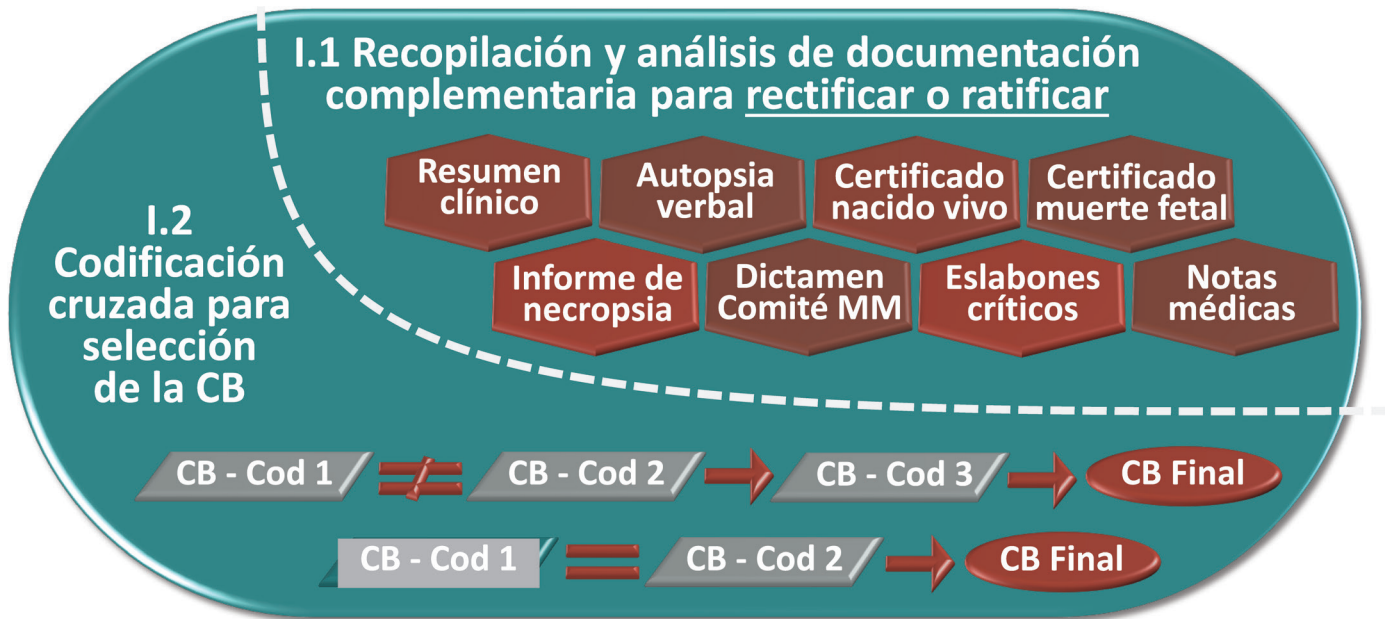 I.1 Recopilación y análisis de documentación
complementaria para rectificar o ratificar
Resumen
clínico
Autopsia
verbal
Certificado
nacido vivo
Certificado
muerte fetal
Informe de
necropsia
Dictamen
Comité MM
Eslabones
críticos
Notas
médicas
I.2
Codificación
cruzada para
selección
de la CB
CB - Cod 1 ≠ CB - Cod 2 CB - Cod 3 CB Final
CB - Cod 1 = CB - Cod 2 CB Final